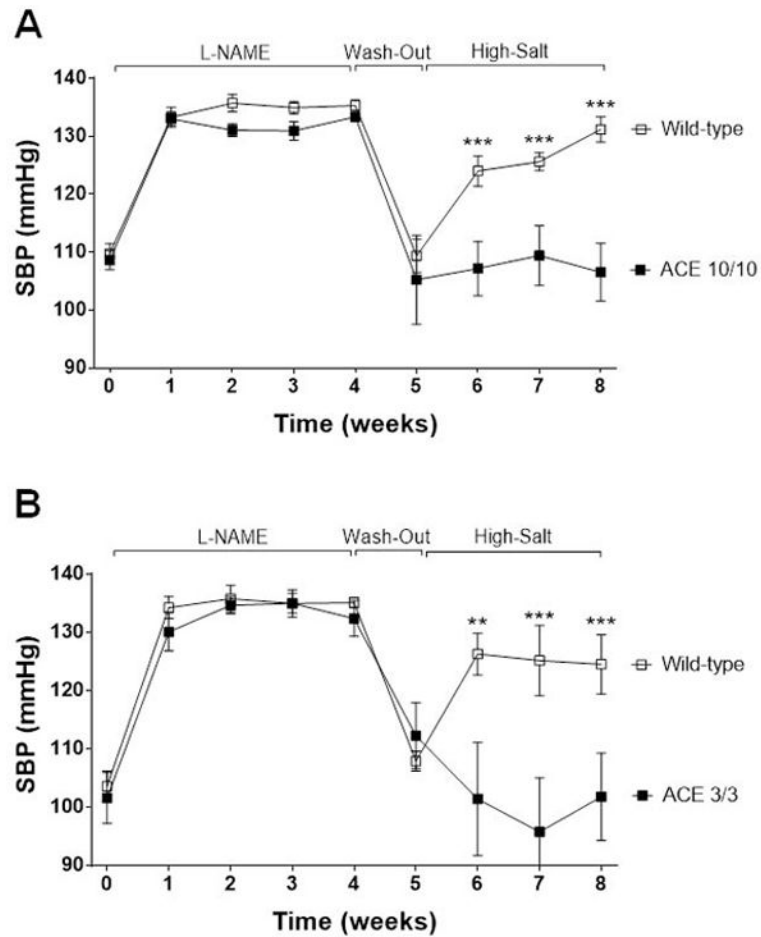 A
L-NAME Wash-Out High-Salt
140
130
120
110
100
90
SBP (mmHg)
*** *** ***
Wild-type
ACE 10/10
0 1 2 3 4 5 6 7 8
Time (weeks)
B
L-NAME Wash-Out High-Salt
140
130
120
110
100
90
SBP (mmHg)
** *** ***
Wild-type
ACE 3/3
0 1 2 3 4 5 6 7 8
Time (weeks)